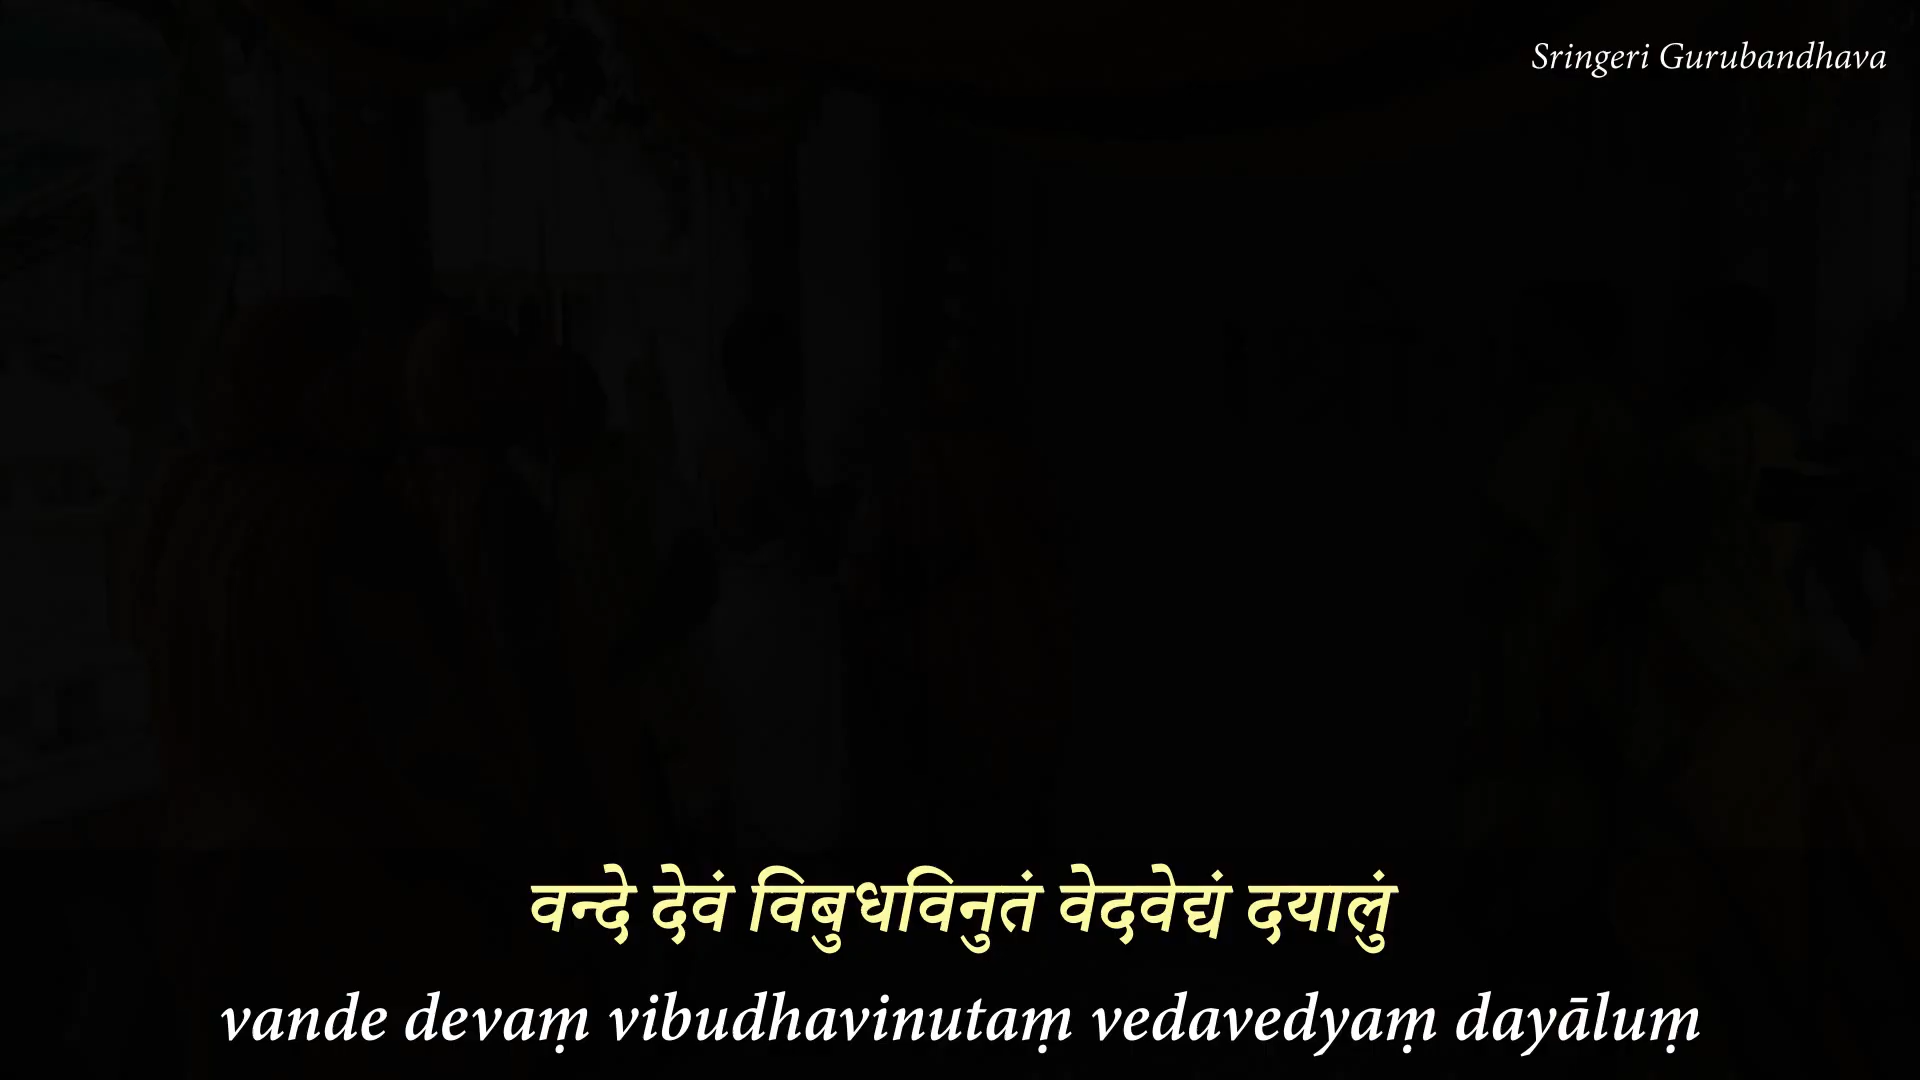 Sringeri Gurubandhava
वन्दे देवं विबुधविनुतं वेदवेद्यं दयालुं
vande devaṃ vibudhavinutaṃ vedavedyaṃ dayāluṃ